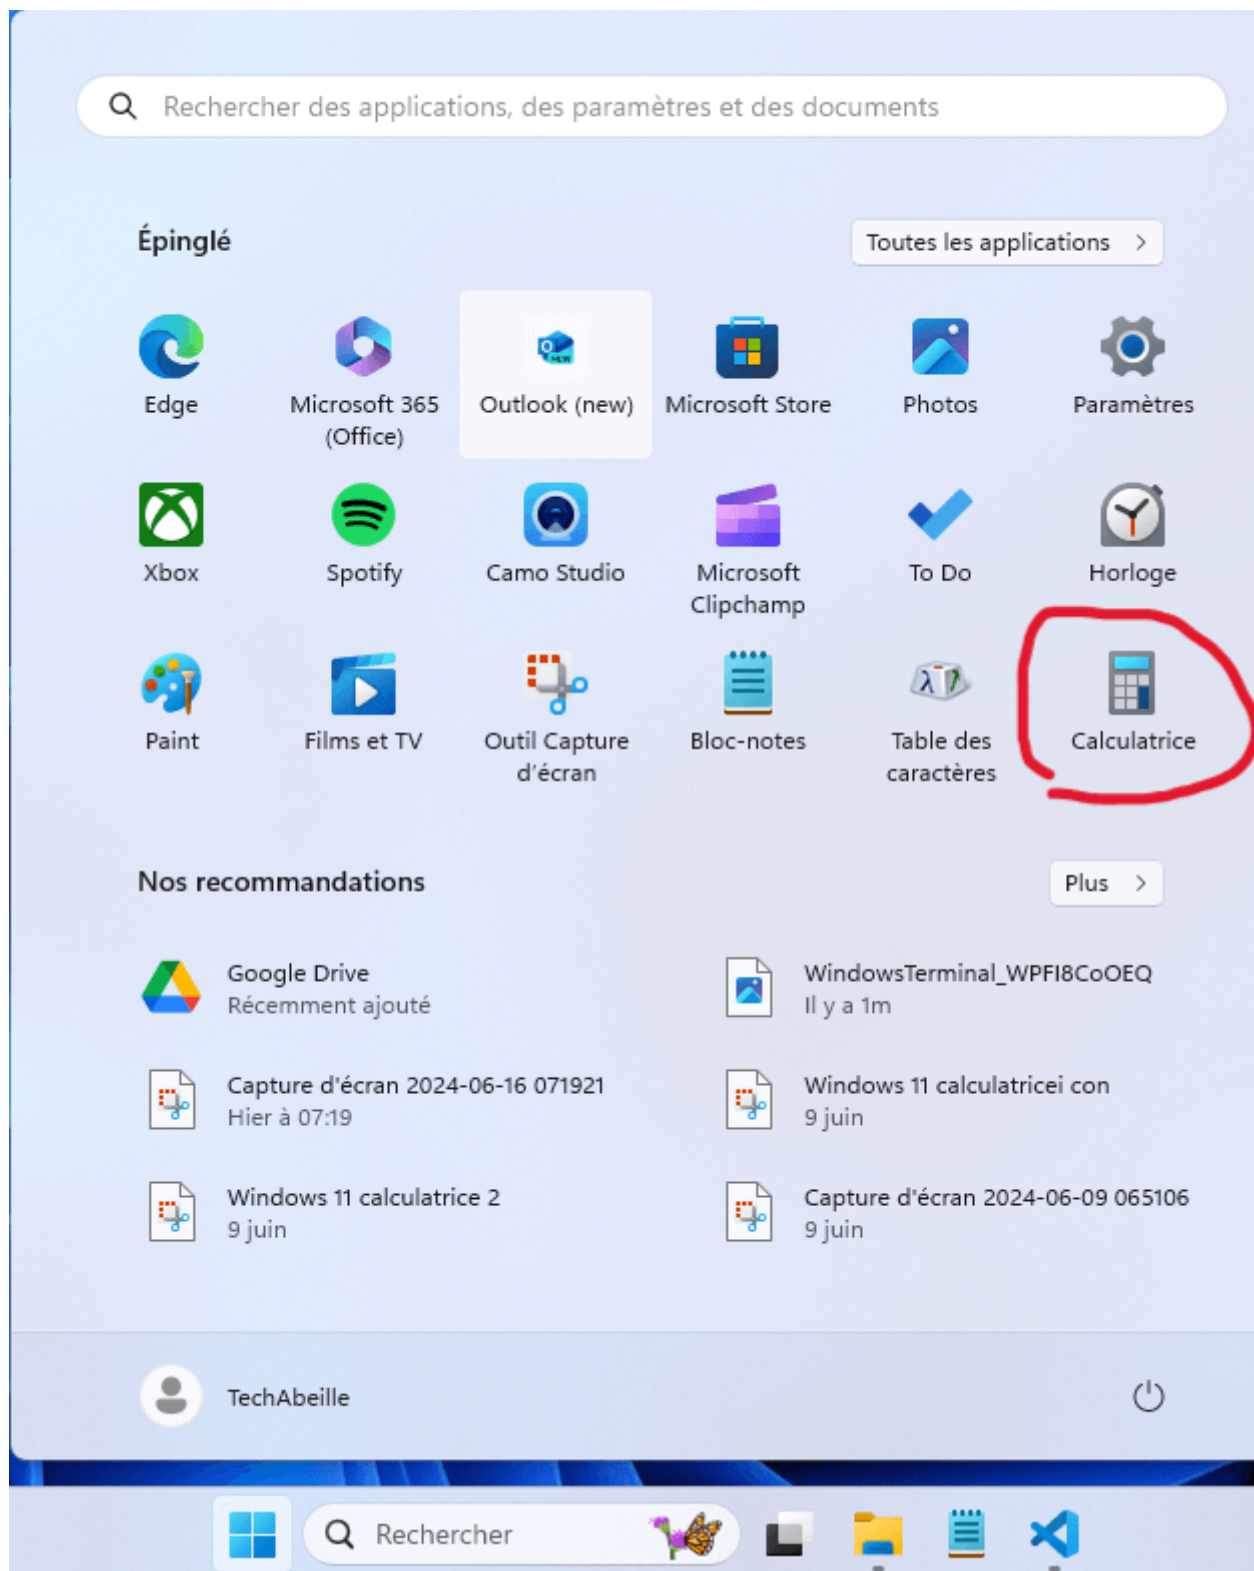 Rechercher des applications, des paramètres et des documents
Épinglé
Toutes les applications
Edge
Microsoft 365
(Office)
Outlook (new)
Microsoft Store
Photos
Paramètres
Xbox
Spotify
Camo Studio
Microsoft
Clipchamp
To Do
Horloge
Paint
Films et TV
Outil Capture
d'écran
Bloc-notes
Table des
caractères
Calculatrice
Nos recommandations
Plus
Google Drive
Récemment ajouté
WindowsTerminal_WPFI8CoOEQ
Il y a 1m
Capture d'écran 2024-06-16 071921
Hier à 07:19
Windows 11 calculatricei con
9 juin
Windows 11 calculatrice 2
9 juin
Capture d'écran 2024-06-09 065106
9 juin
TechAbeille
Rechercher